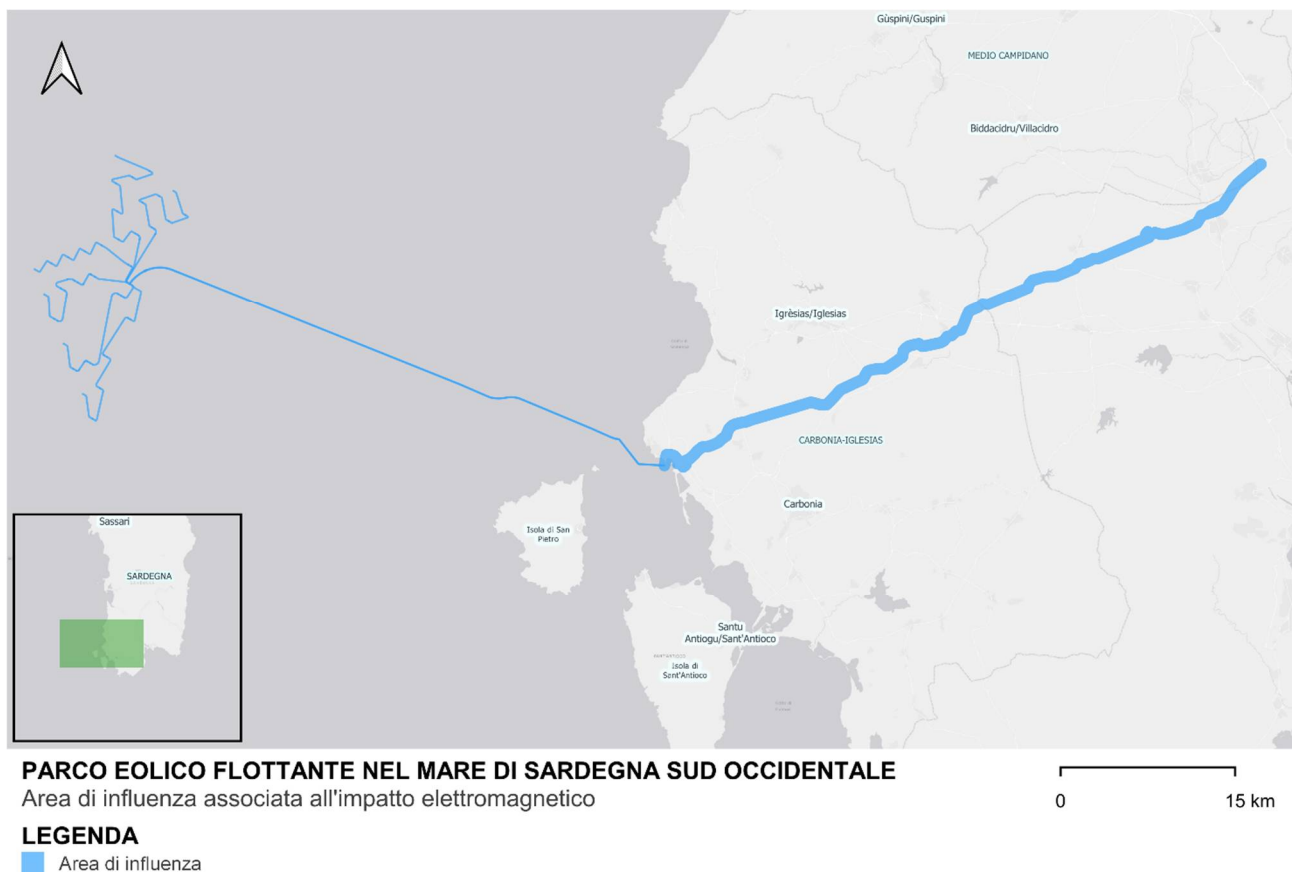 Gùspini/Guspini
MEDIO CAMPIDANO
Biddacidru/Villacidro
Igrèsias/Iglesias
CARBONIA-IGLESIAS
Carbonia
Isola di San
Pietro
Santu
Antiogu/Sant'Antioco
Isola di
Sant'Antioco
Sassari
SARDEGNA
PARCO EOLICO FLOTTANTE NEL MARE DI SARDEGNA SUD OCCIDENTALE
Area di influenza associata all'impatto elettromagnetico
0 15 km
LEGENDA
Area di influenza